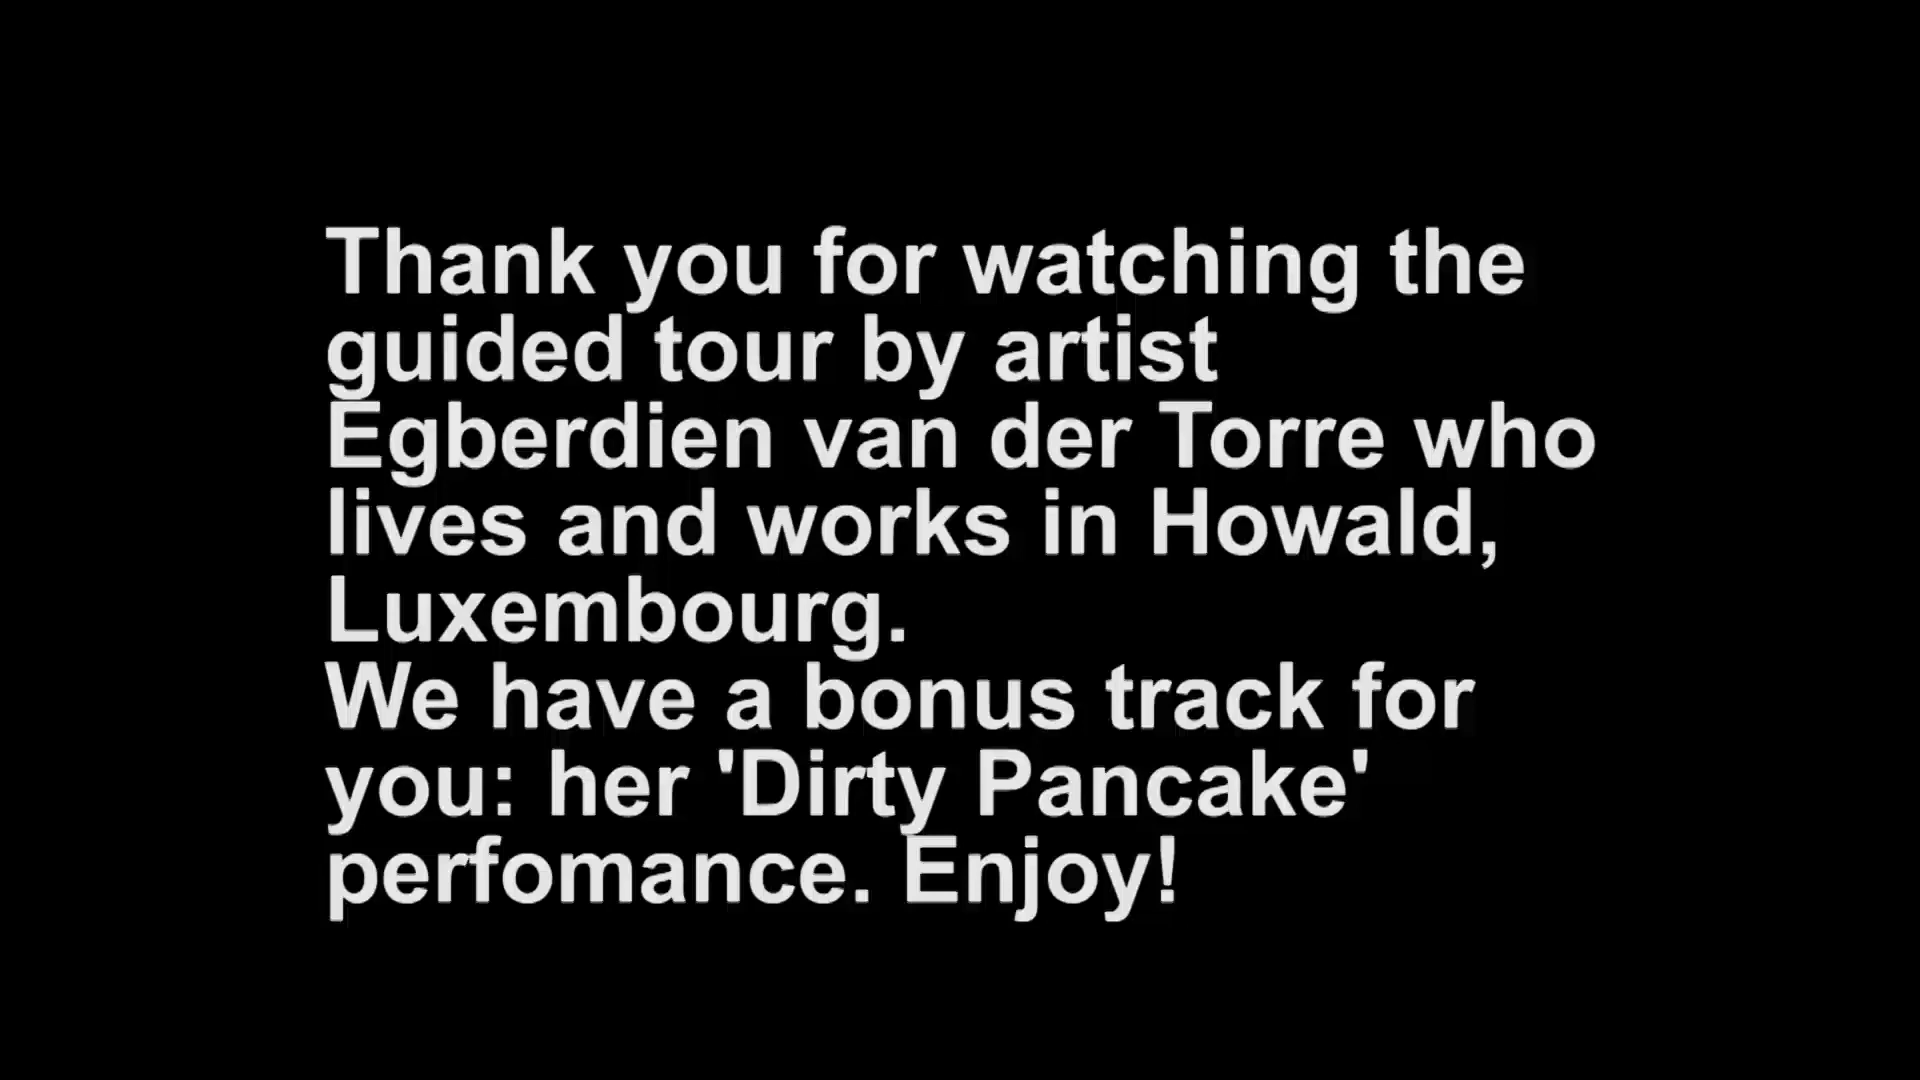 Thank you for watching the
guided tour by artist
Egberdien van der Torre who
lives and works in Howald,
Luxembourg.
We have a bonus track for
you: her 'Dirty Pancake'
perfomance. Enjoy!